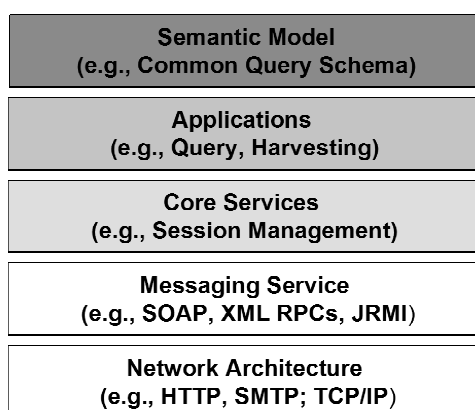 Semantic Model
(e.g., Common Query Schema)
Applications
(e.g., Query, Harvesting)
Core Services
(e.g., Session Management)
Messaging Service
(e.g., SOAP, XML RPCs, JRMI)
Network Architecture
(e.g., HTTP, SMTP; TCP/IP)